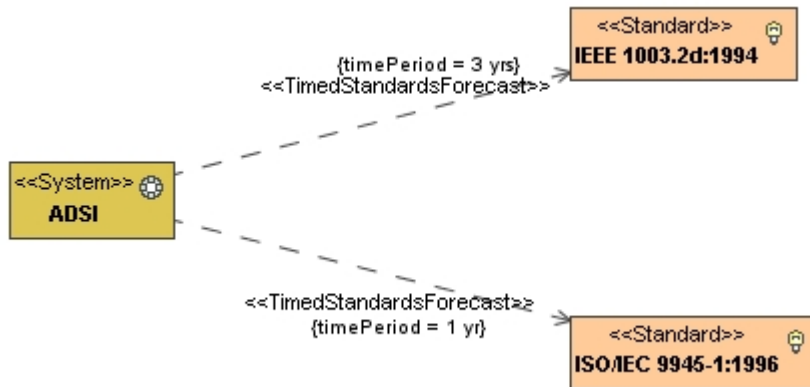 <<Standard>>
IEEE 1003.2d:1994
{timePeriod = 3 yrs}
<<TimedStandardsForecast>>
<<System>>
ADSI
<<TimedStandardsForecast>>
{timePeriod = 1 yr}
<<Standard>>
ISO/IEC 9945-1:1996